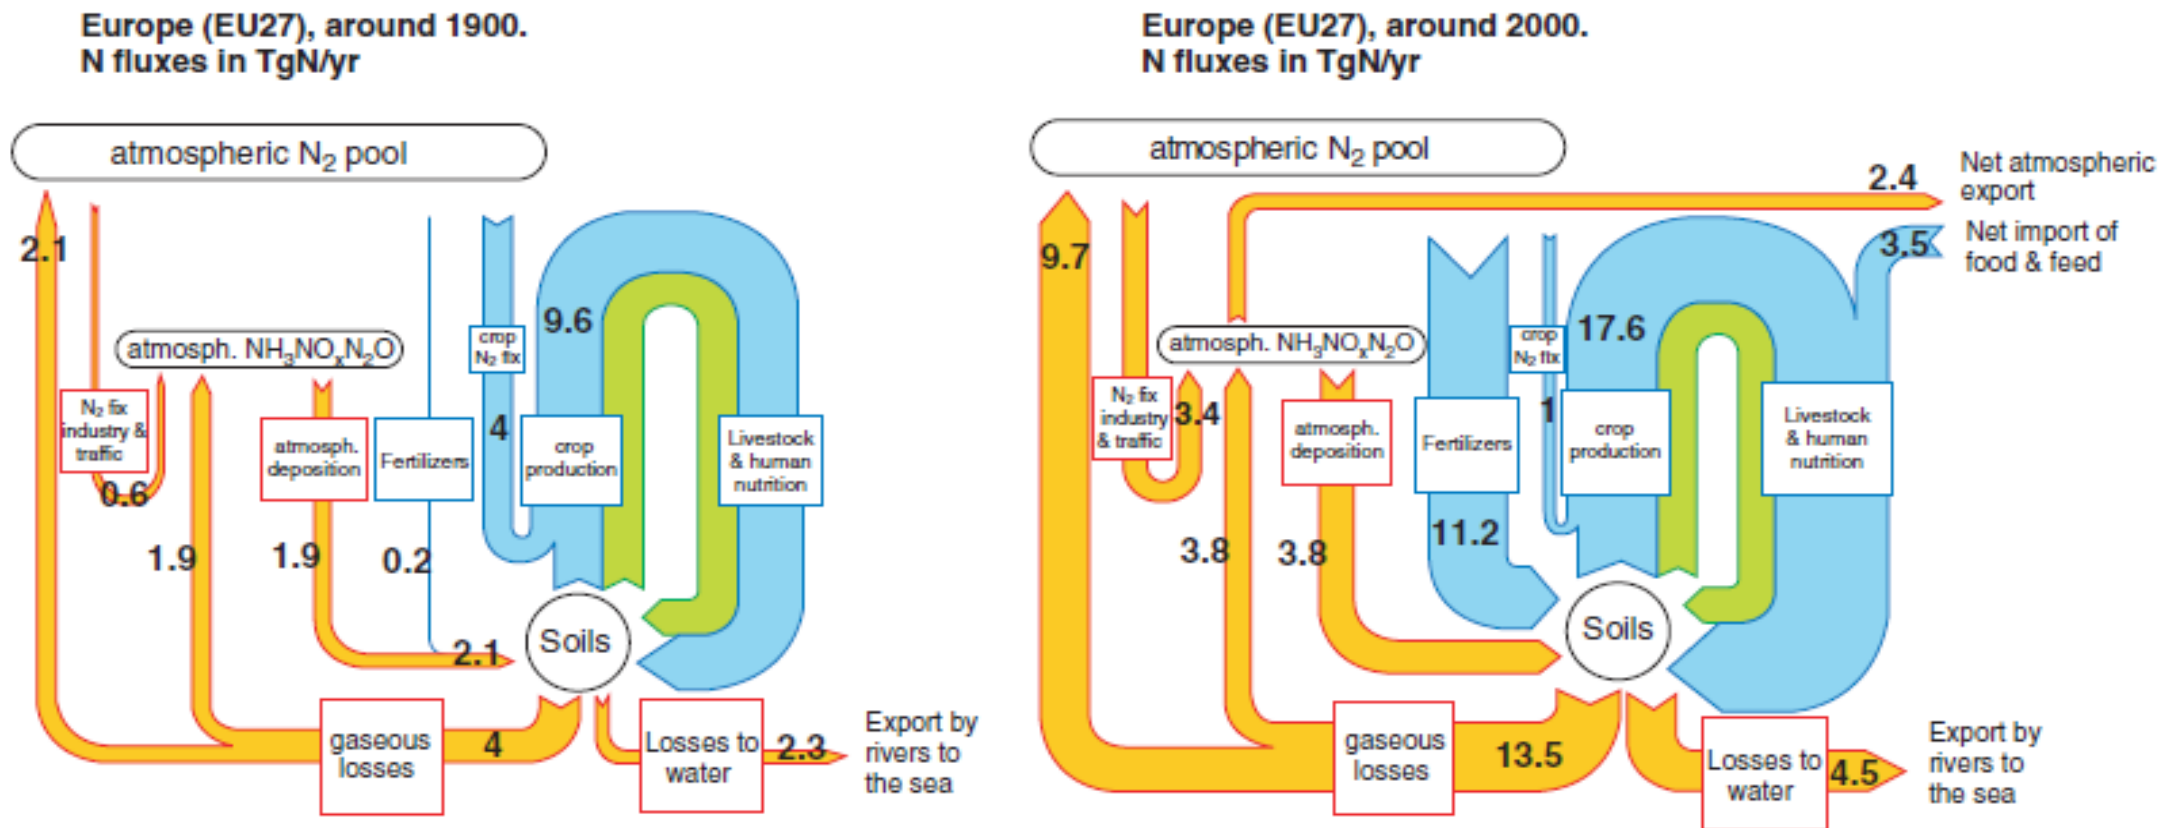 Europe (EU27), around 1900.
N fluxes in TgN/yr
atmospheric N₂ pool
2.1
9.6
atmosph. NH₃NOₓN₂O
crop
N₂ fix
N₂ fix
industry &
traffic
0.6
atmosph.
deposition
Fertilizers
4
crop
production
Livestock
& human
nutrition
1.9
1.9
0.2
2.1
Soils
gaseous
losses
4
Losses to
water
2.3
Export by
rivers to
the sea
Europe (EU27), around 2000.
N fluxes in TgN/yr
atmospheric N₂ pool
2.4
Net atmospheric
export
9.7
3.5
Net import of
food & feed
17.6
atmosph. NH₃NOₓN₂O
crop
N₂ fix
N₂ fix
industry
& traffic
3.4
atmosph.
deposition
Fertilizers
1
crop
production
Livestock
& human
nutrition
3.8
3.8
11.2
Soils
gaseous
losses
13.5
Losses to
water
4.5
Export by
rivers to
the sea